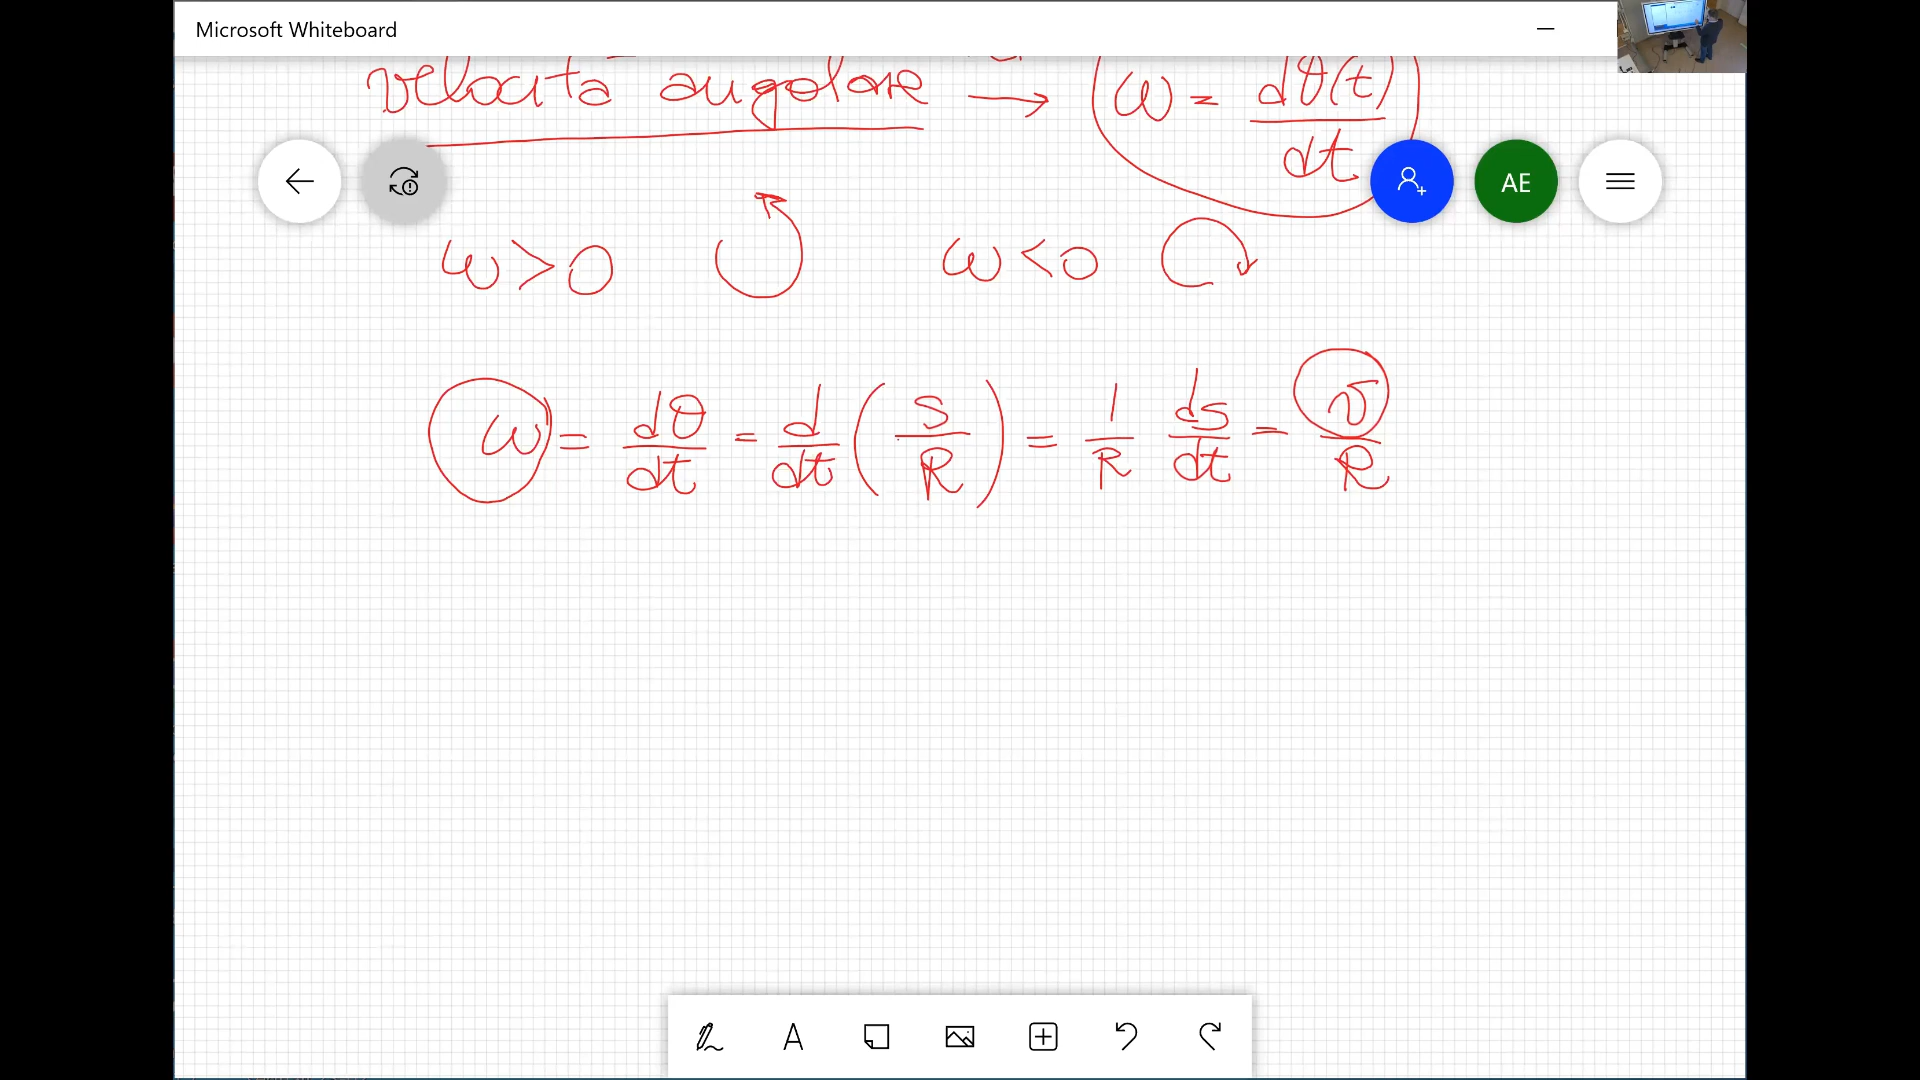 Microsoft Whiteboard
velocità angolare → ω = dθ(t)/dt
AE
ω > 0 ω < 0
ω = dθ/dt = d/dt (s/R) = 1/R ds/dt = v/R
A